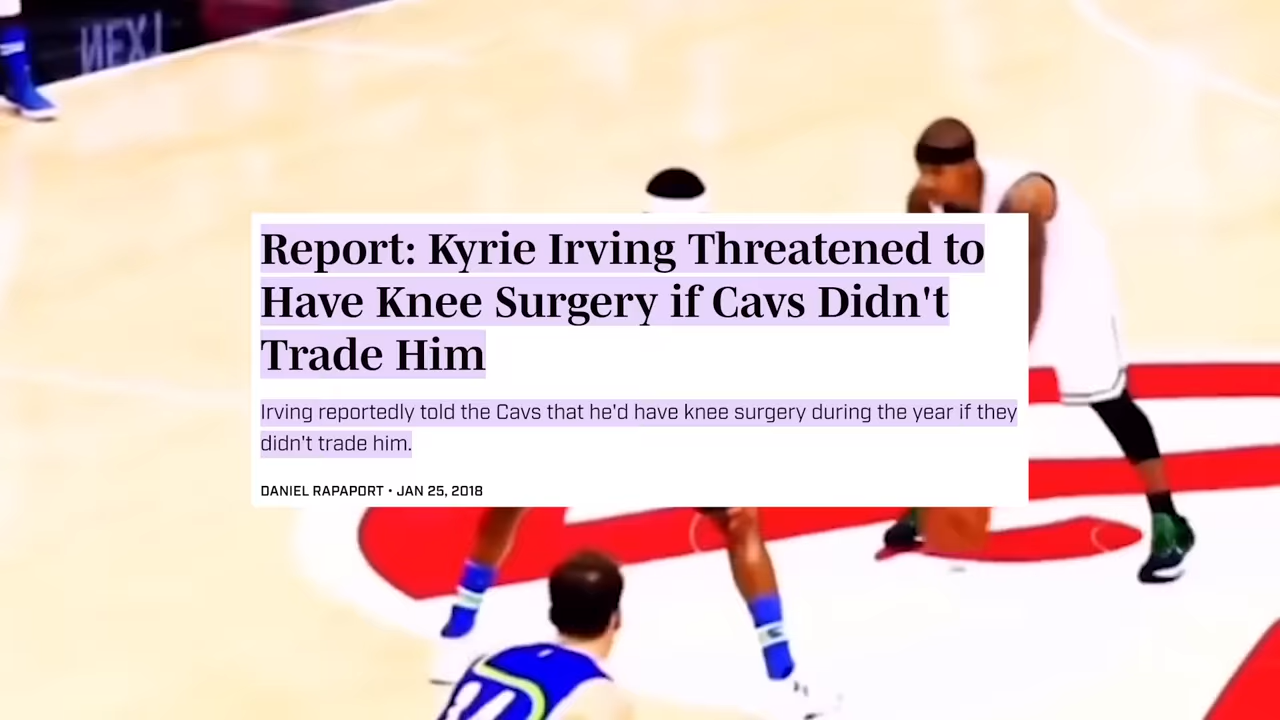 NEXT
Report: Kyrie Irving Threatened to
Have Knee Surgery if Cavs Didn't
Trade Him
Irving reportedly told the Cavs that he'd have knee surgery during the year if they
didn't trade him.
DANIEL RAPAPORT • JAN 25, 2018